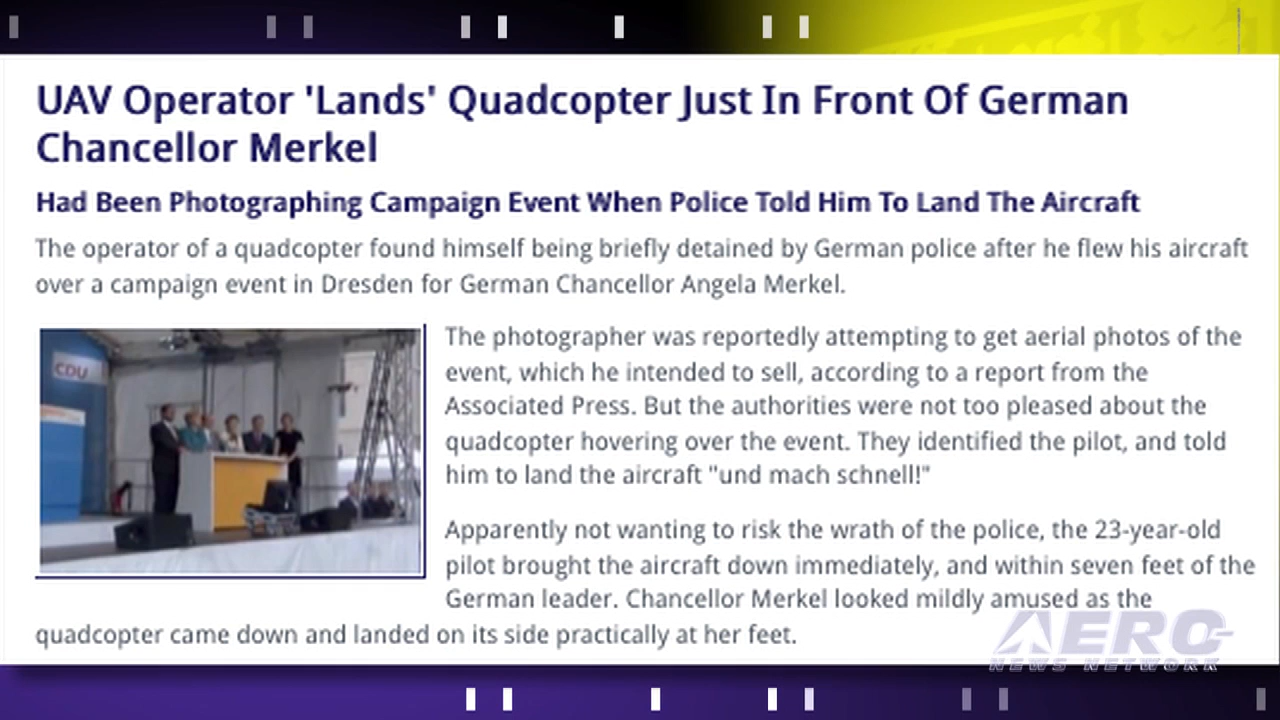 UAV Operator 'Lands' Quadcopter Just In Front Of German
Chancellor Merkel
Had Been Photographing Campaign Event When Police Told Him To Land The Aircraft
The operator of a quadcopter found himself being briefly detained by German police after he flew his aircraft
over a campaign event in Dresden for German Chancellor Angela Merkel.
CDU
The photographer was reportedly attempting to get aerial photos of the
event, which he intended to sell, according to a report from the
Associated Press. But the authorities were not too pleased about the
quadcopter hovering over the event. They identified the pilot, and told
him to land the aircraft "und mach schnell!"
Apparently not wanting to risk the wrath of the police, the 23-year-old
pilot brought the aircraft down immediately, and within seven feet of the
German leader. Chancellor Merkel looked mildly amused as the
quadcopter came down and landed on its side practically at her feet.
AERO
NEWS NETWORK